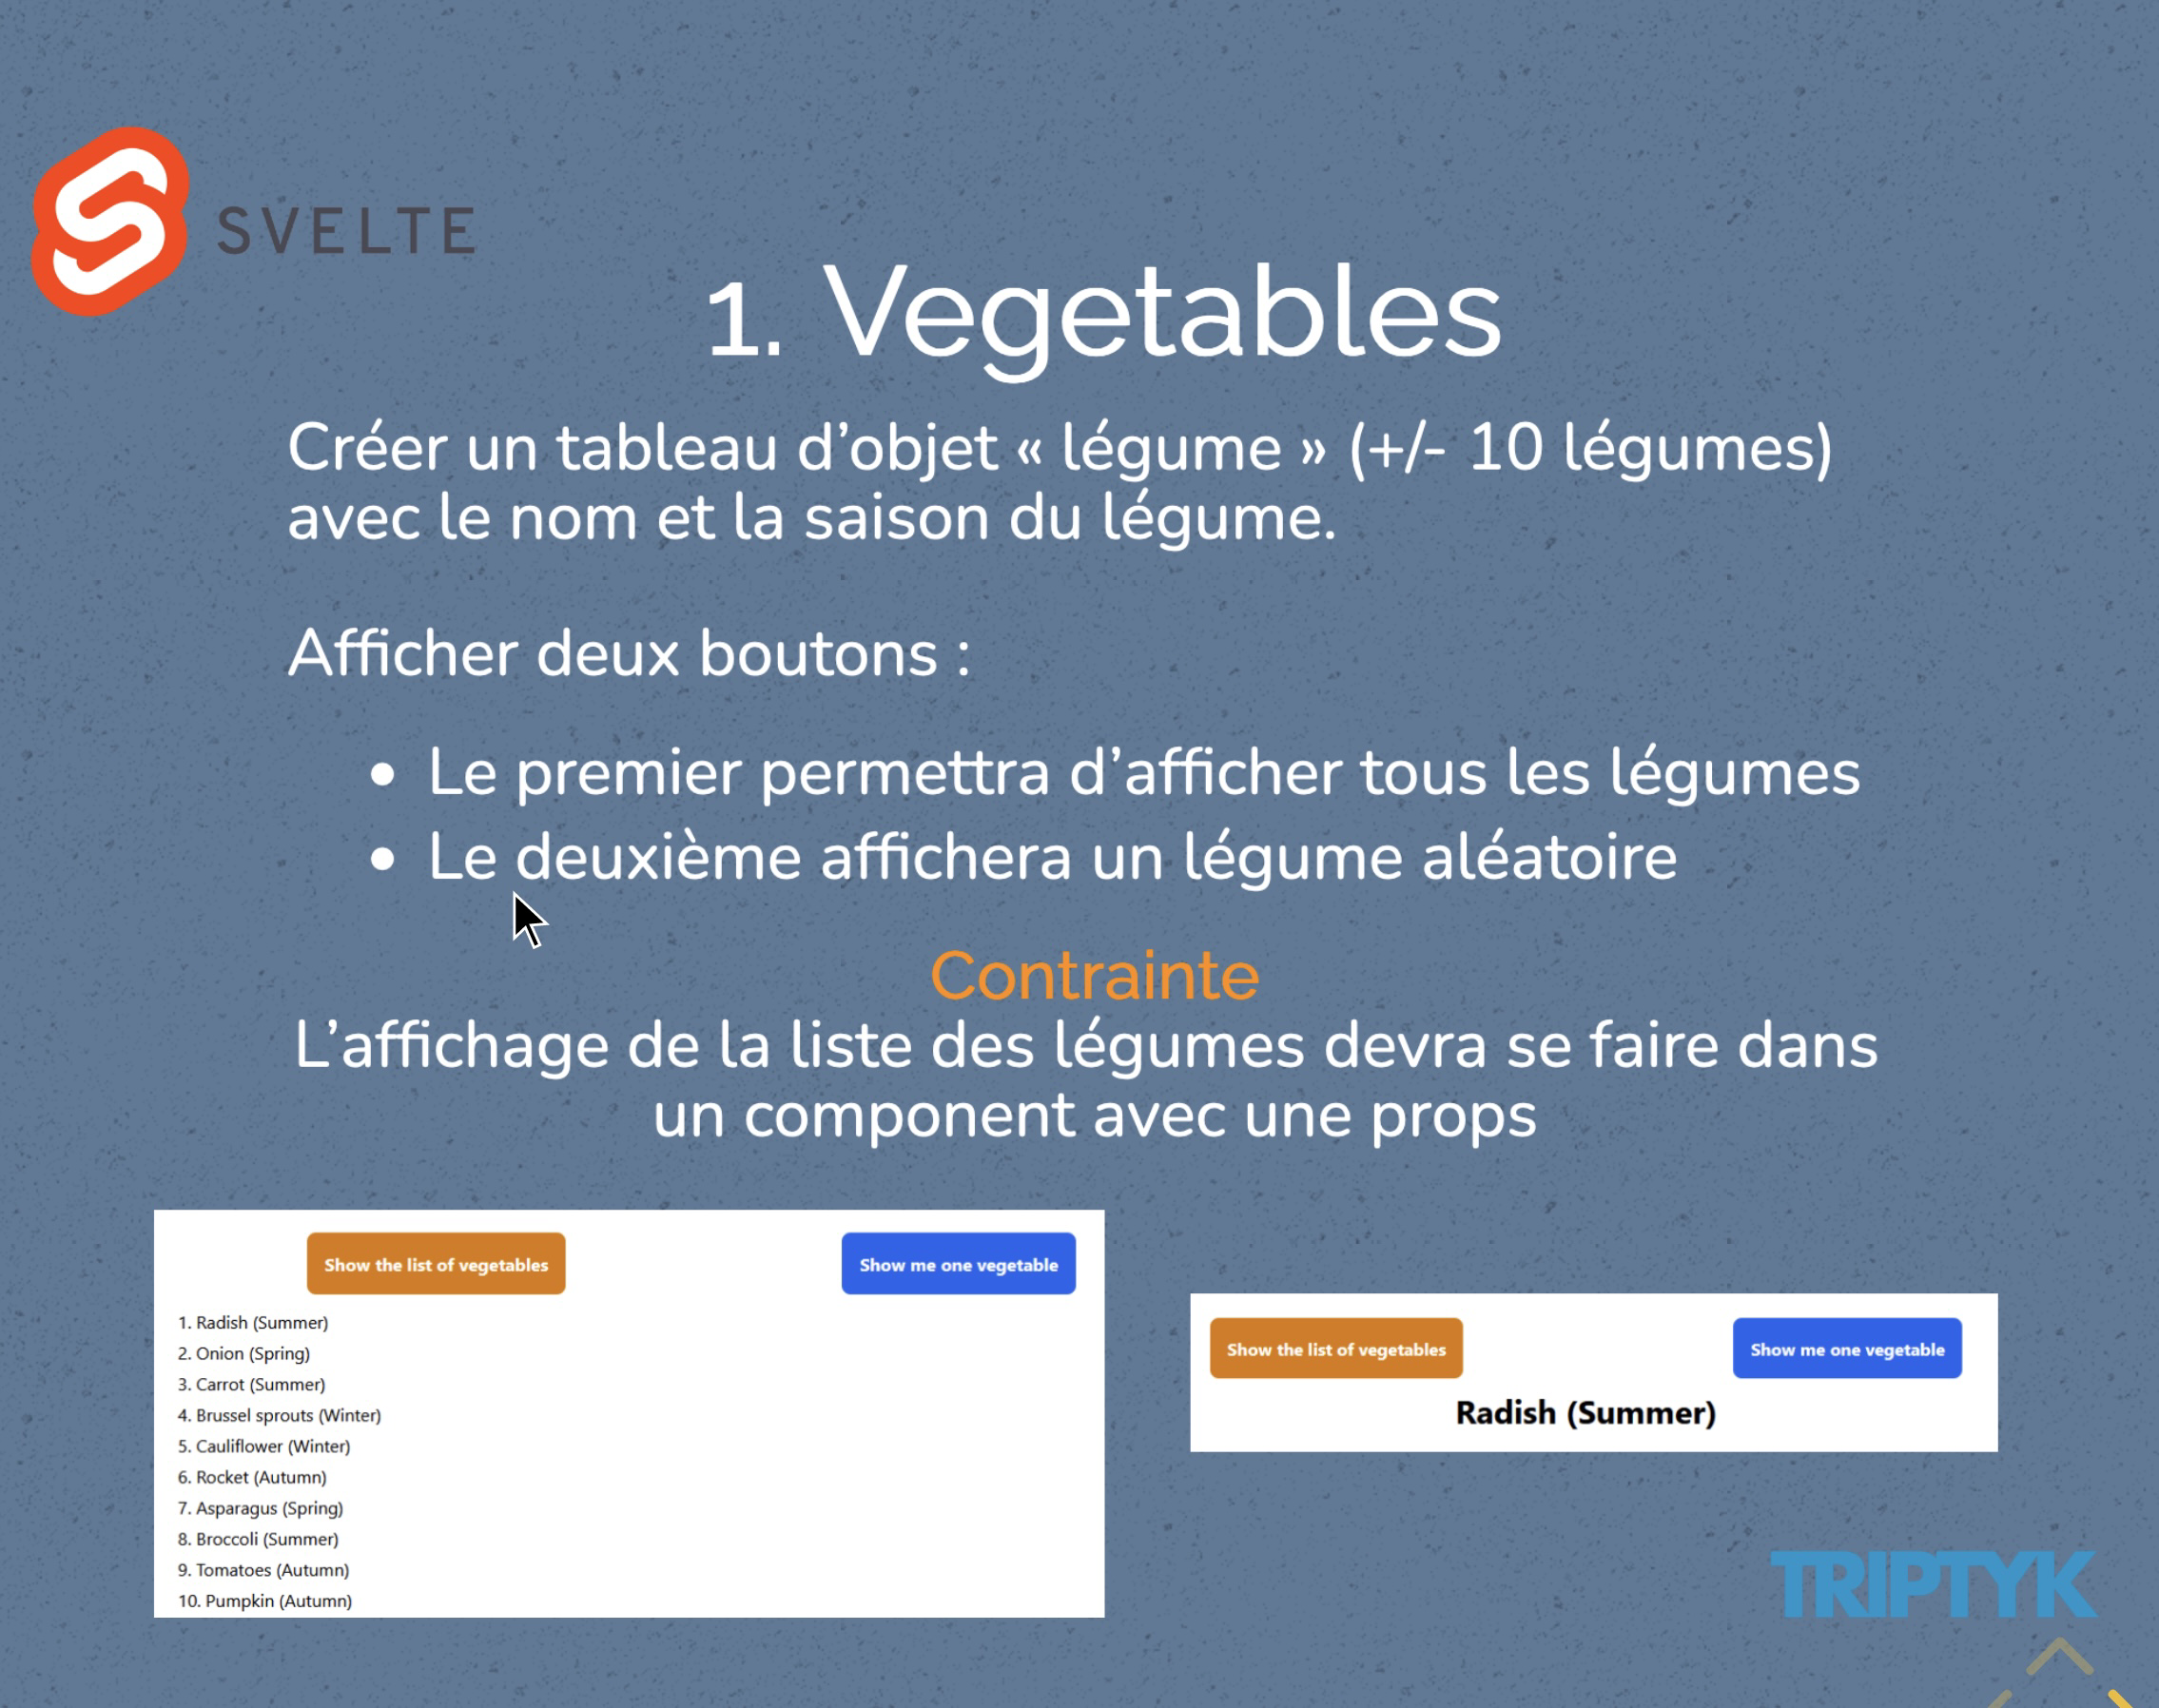 SVELTE
1. Vegetables
Créer un tableau d’objet « légume » (+/- 10 légumes)
avec le nom et la saison du légume.
Afficher deux boutons :
• Le premier permettra d’afficher tous les légumes
• Le deuxième affichera un légume aléatoire
Contrainte
L’affichage de la liste des légumes devra se faire dans
un component avec une props
Show the list of vegetables
Show me one vegetable
1. Radish (Summer)
2. Onion (Spring)
3. Carrot (Summer)
4. Brussel sprouts (Winter)
5. Cauliflower (Winter)
6. Rocket (Autumn)
7. Asparagus (Spring)
8. Broccoli (Summer)
9. Tomatoes (Autumn)
10. Pumpkin (Autumn)
Show the list of vegetables
Show me one vegetable
Radish (Summer)
TRIPTYK